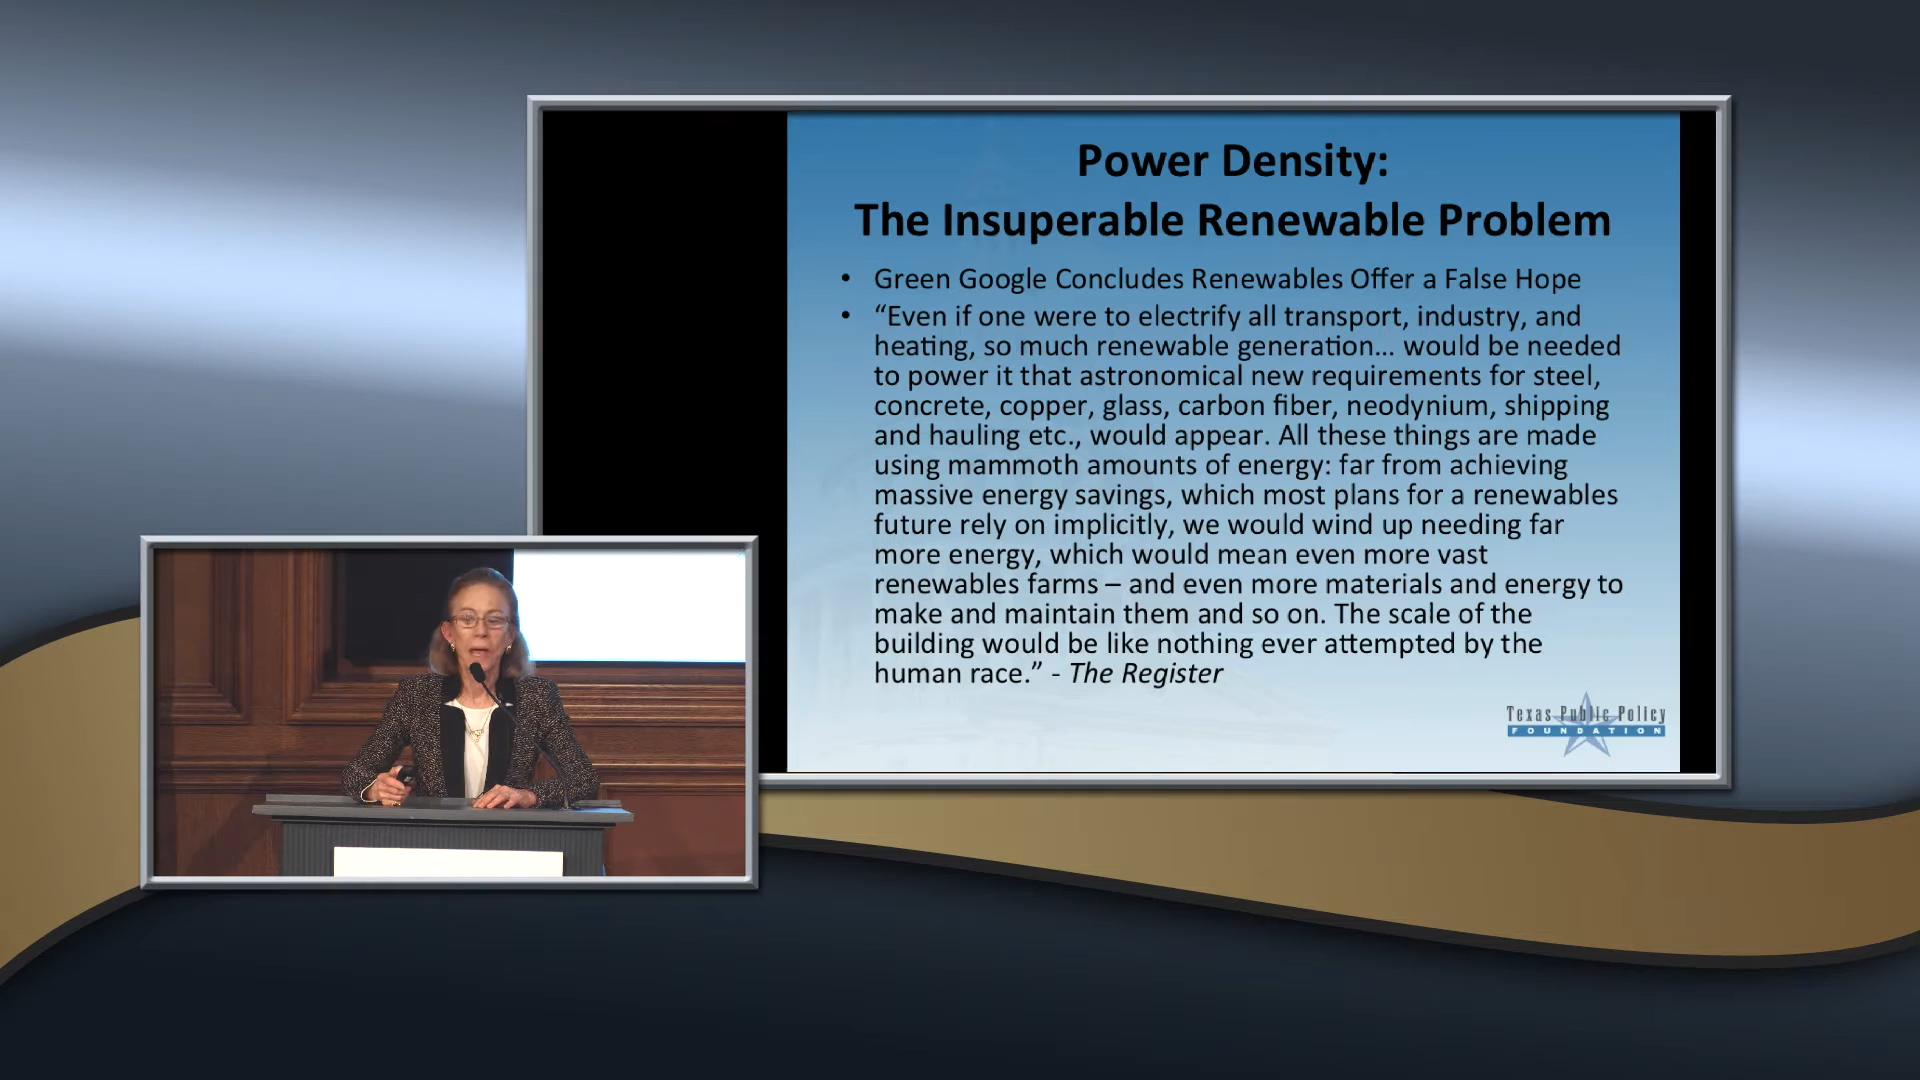 Power Density:
The Insuperable Renewable Problem
• Green Google Concludes Renewables Offer a False Hope
• “Even if one were to electrify all transport, industry, and
heating, so much renewable generation... would be needed
to power it that astronomical new requirements for steel,
concrete, copper, glass, carbon fiber, neodynium, shipping
and hauling etc., would appear. All these things are made
using mammoth amounts of energy: far from achieving
massive energy savings, which most plans for a renewables
future rely on implicitly, we would wind up needing far
more energy, which would mean even more vast
renewables farms – and even more materials and energy to
make and maintain them and so on. The scale of the
building would be like nothing ever attempted by the
human race.” - The Register
Texas Public Policy
FOUNDATION